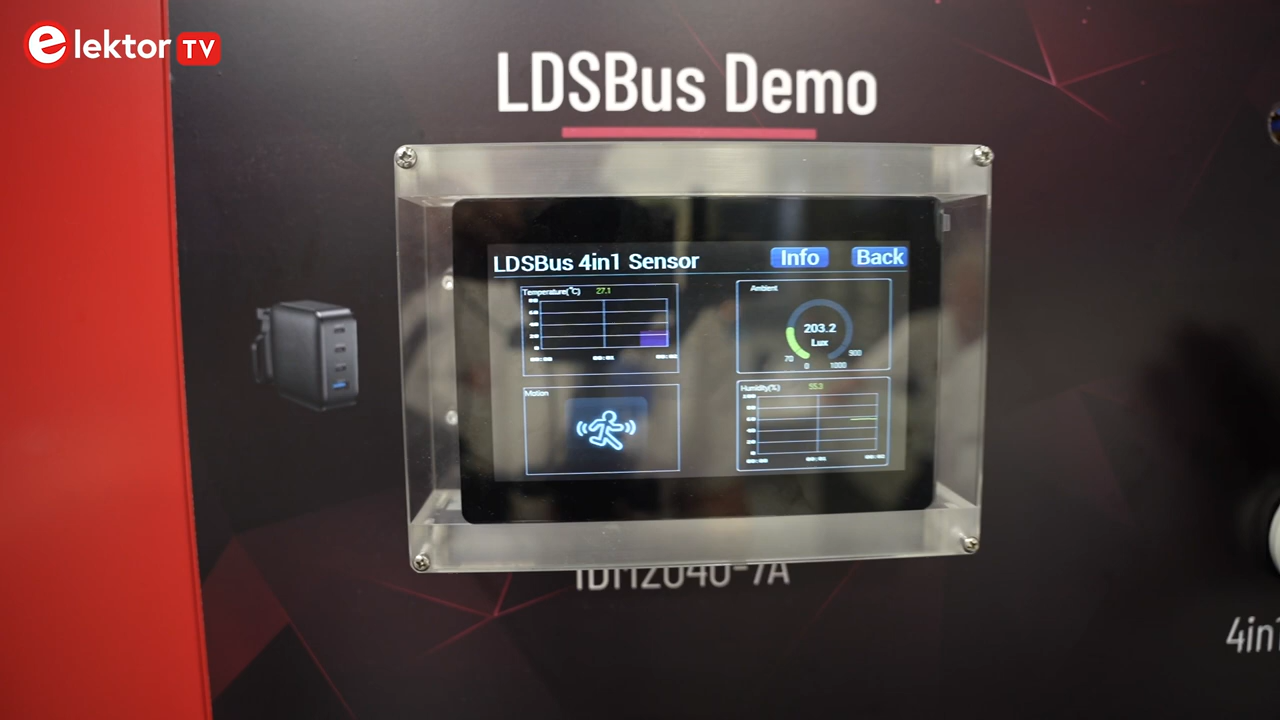 elektor TV
LDSBus Demo
LDSBus 4in1 Sensor
Info
Back
Temperature(°C) 27.1
Ambient
203.2
Lux
70
900
0
1000
Motion
Humidity(%) 55.3
IDM2040-7A
4in1